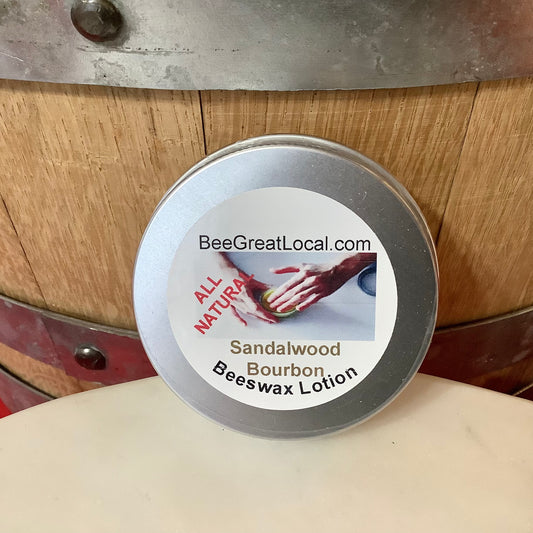 BeeGreatLocal.com
ALL
NATURAL
Sandalwood
Bourbon
Beeswax Lotion